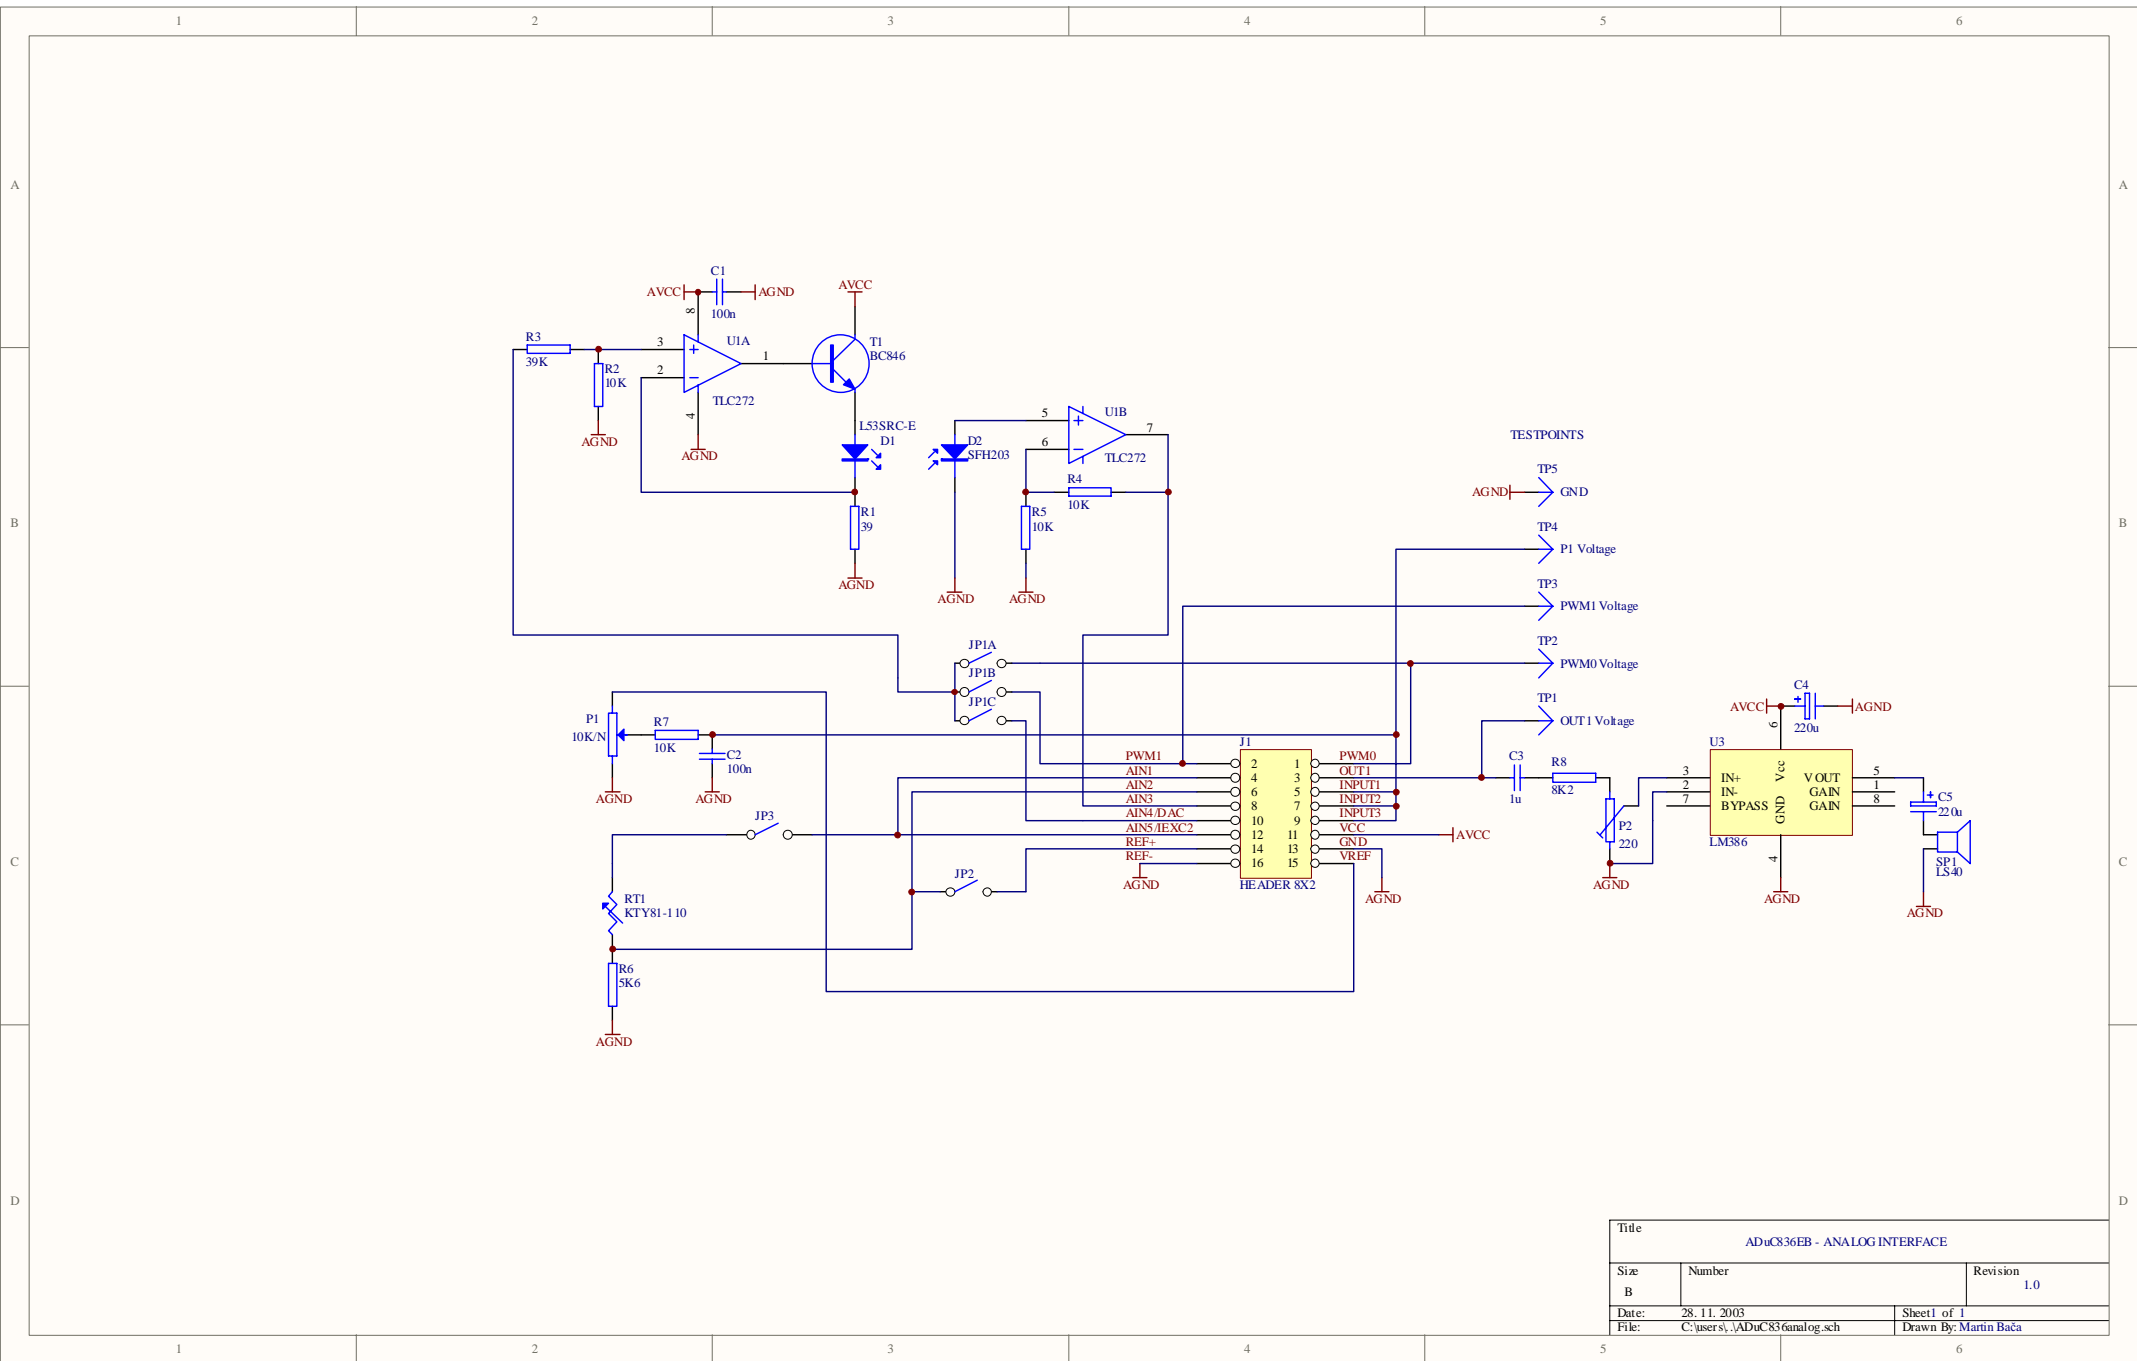 1 2 3 4 5 6
A A
B B
C C
D D
C1
AVCC AGND
100n
8
AVCC
R3
39K
R2
10K
AGND
3
2
U1A
1
TLC272
4
AGND
T1
BC846
L53SRC-E
D1
R1
39
AGND
D2
SFH203
AGND
5
6
U1B
7
TLC272
R4
10K
R5
10K
AGND
TESTPOINTS
TP5
AGND GND
TP4
P1 Voltage
TP3
PWM1 Voltage
TP2
PWM0 Voltage
TP1
OUT1 Voltage
JP1A
JP1B
JP1C
P1
10K/N
AGND
R7
10K
C2
100n
AGND
JP3
JP2
RT1
KTY81-110
R6
5K6
AGND
J1
PWM1 2 1 PWM0
AIN1 4 3 OUT1
AIN2 6 5 INPUT1
AIN3 8 7 INPUT2
AIN4/DAC 10 9 INPUT3
AIN5/IEXC2 12 11 VCC AVCC
REF+ 14 13 GND
REF- 16 15 VREF
AGND HEADER 8X2 AGND
C3
1u
R8
8K2
P2
220
AGND
C4
AVCC + AGND
220u
6
U3
3 IN+ Vcc VOUT 5
2 IN- GAIN 1
7 BYPASS GND GAIN 8
LM386
4
AGND
+ C5
220u
SP1
LS40
AGND
Title
ADuC836EB - ANALOG INTERFACE
Size Number Revision
B 1.0
Date: 28. 11. 2003 Sheet1 of 1
File: C:\users\..\ADuC836analog.sch Drawn By: Martin Bača
1 2 3 4 5 6